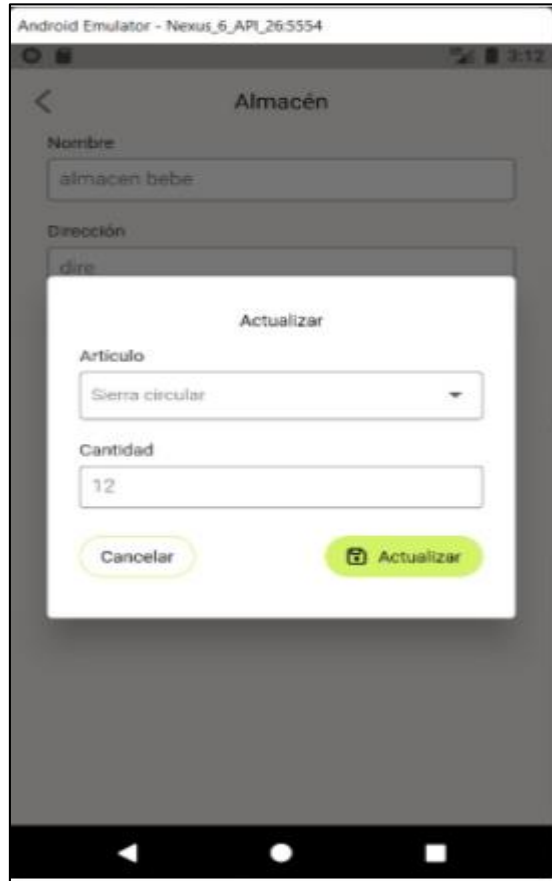 Android Emulator - Nexus_6_API_26:5554
3:12
Almacén
Nombre
almacen bebe
Dirección
dire
Actualizar
Artículo
Sierra circular
Cantidad
12
Cancelar
Actualizar